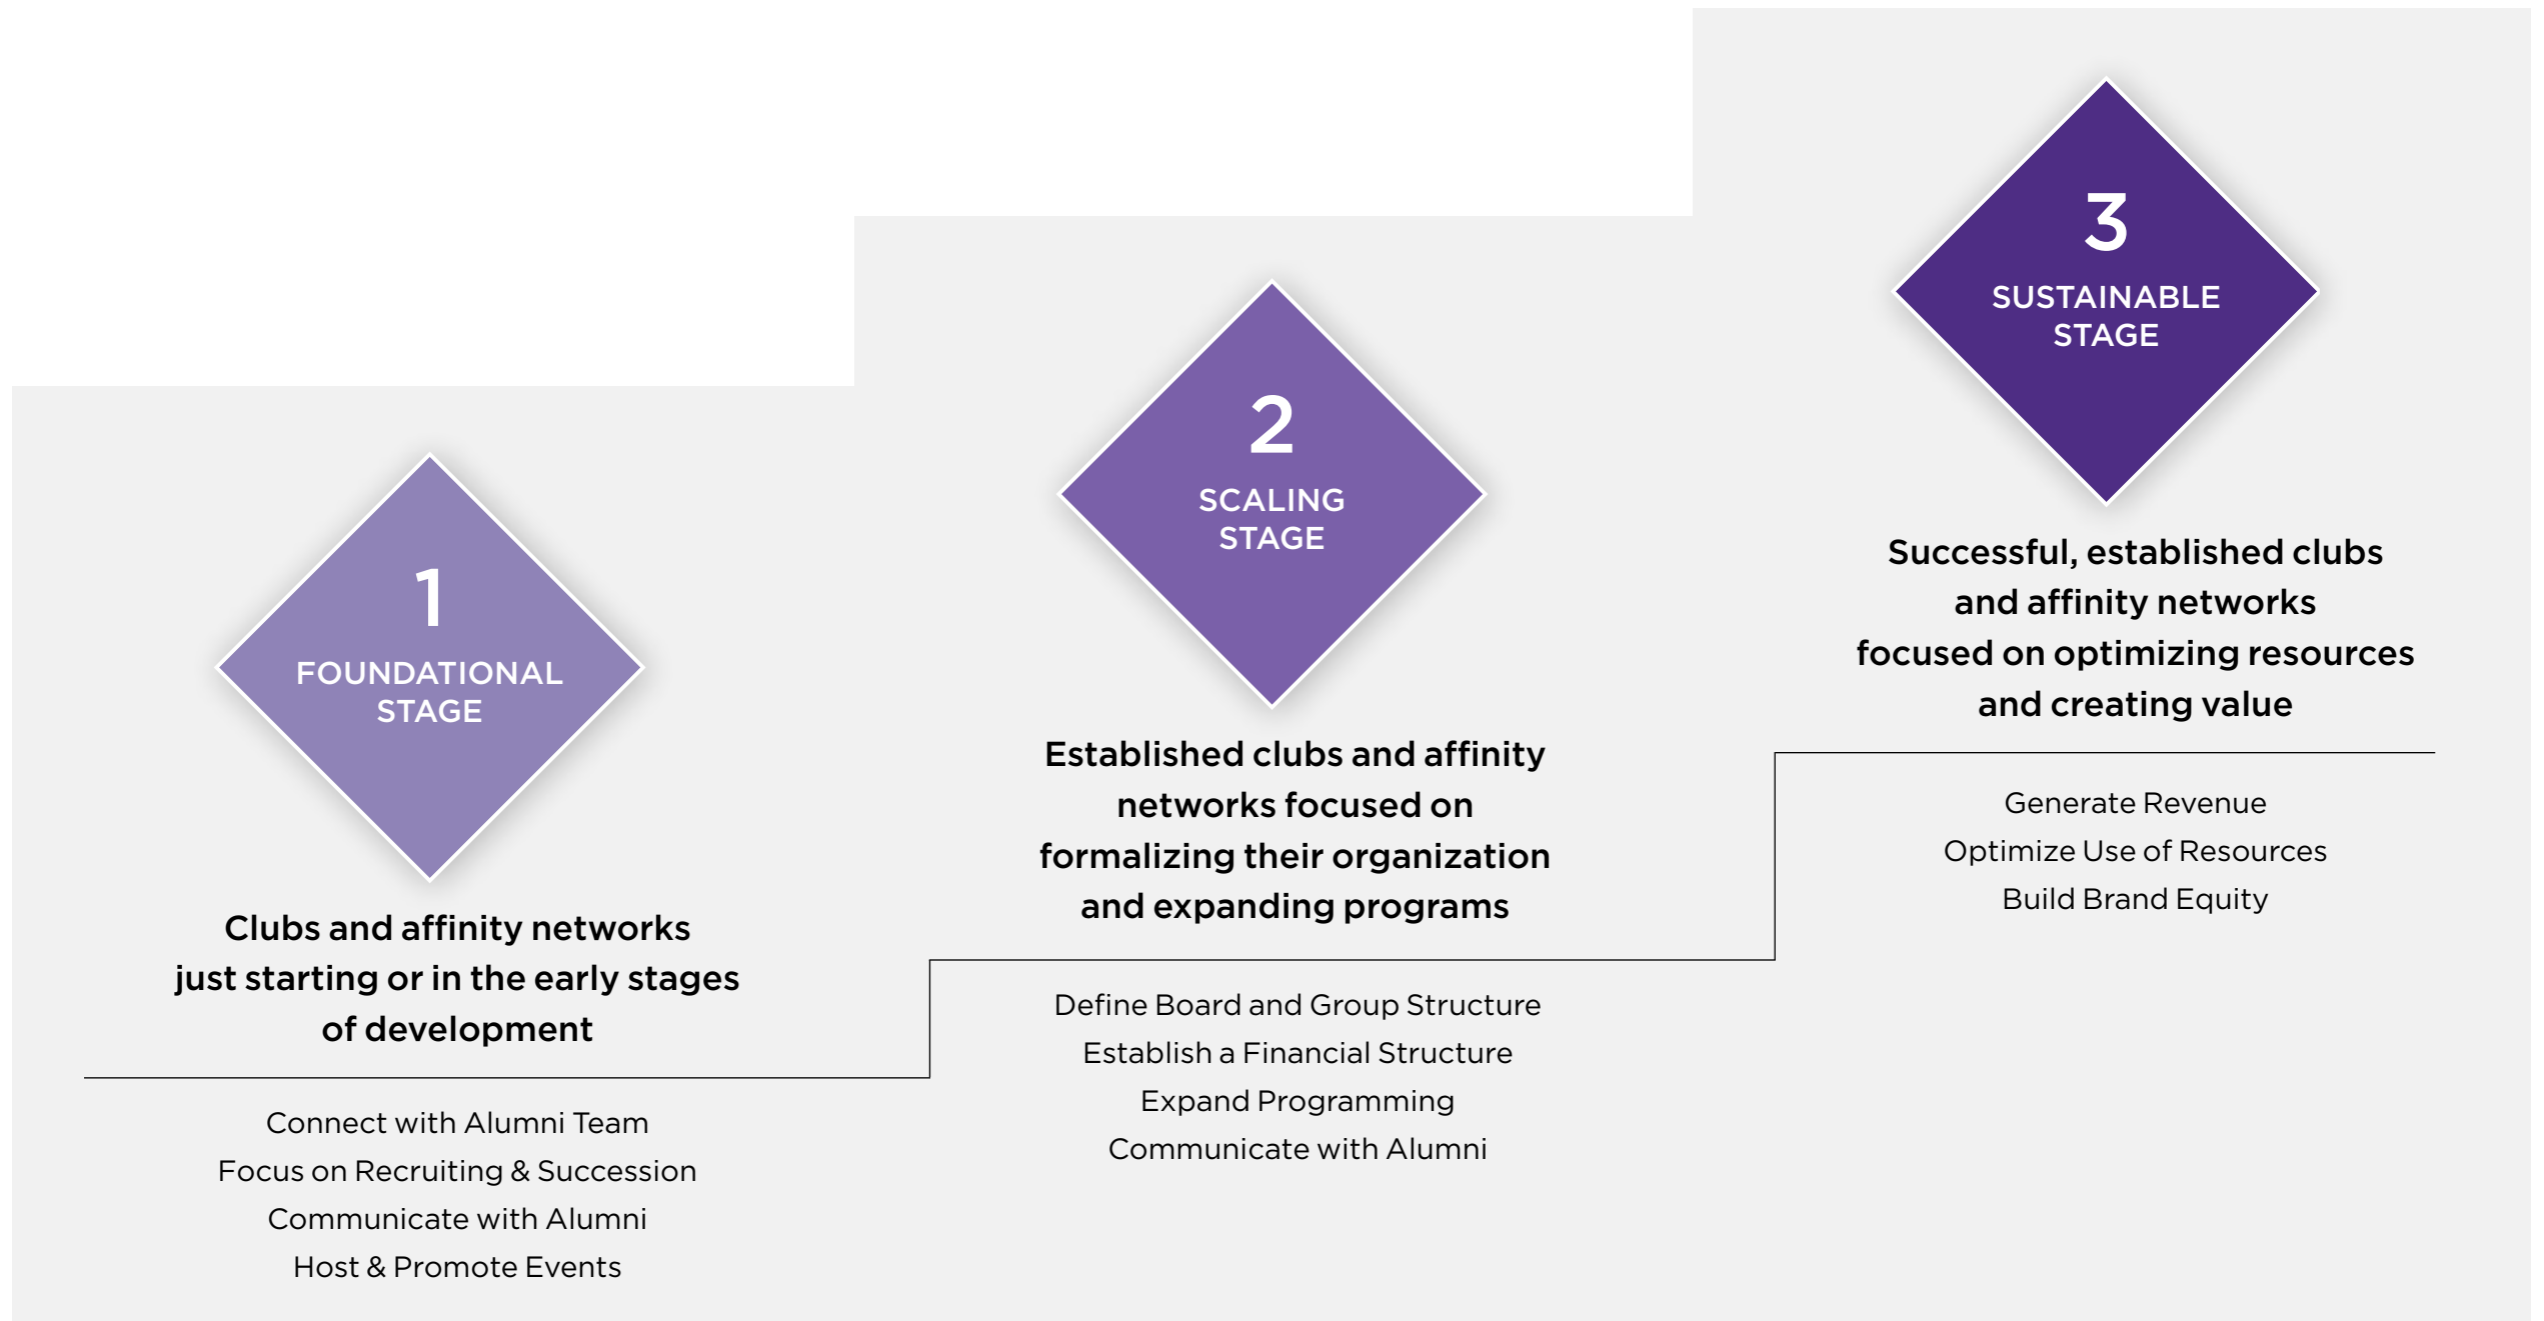 1
FOUNDATIONAL
STAGE
Clubs and affinity networks
just starting or in the early stages
of development
Connect with Alumni Team
Focus on Recruiting & Succession
Communicate with Alumni
Host & Promote Events
2
SCALING
STAGE
Established clubs and affinity
networks focused on
formalizing their organization
and expanding programs
Define Board and Group Structure
Establish a Financial Structure
Expand Programming
Communicate with Alumni
3
SUSTAINABLE
STAGE
Successful, established clubs
and affinity networks
focused on optimizing resources
and creating value
Generate Revenue
Optimize Use of Resources
Build Brand Equity